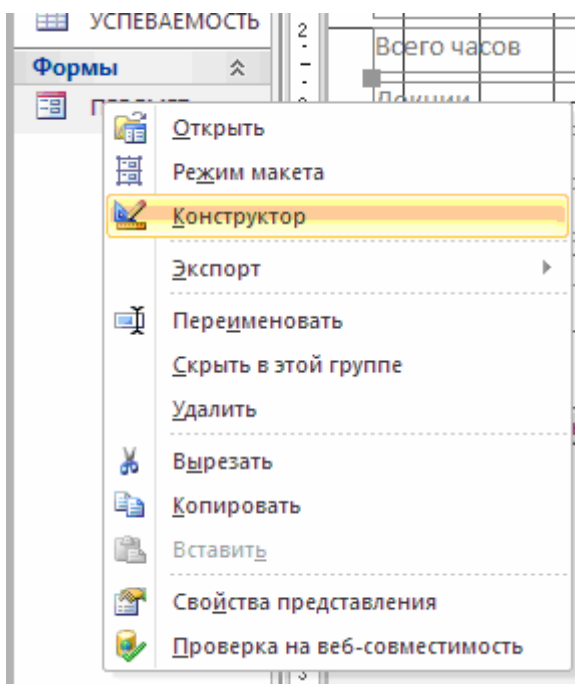 УСПЕВАЕМОСТЬ
2
Всего часов
Формы
Лекции
Открыть
Режим макета
Конструктор
Экспорт
Переименовать
Скрыть в этой группе
Удалить
Вырезать
Копировать
Вставить
Свойства представления
Проверка на веб-совместимость
3